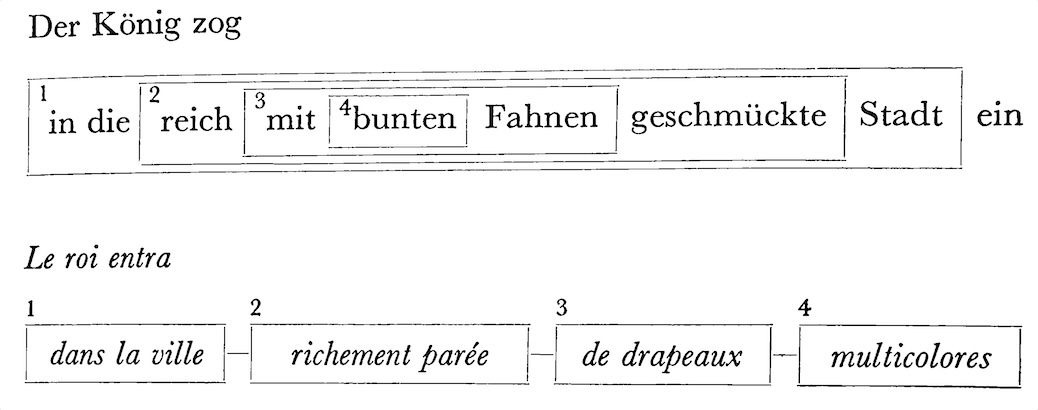 Der König zog
1 in die 2 reich 3 mit 4 bunten Fahnen geschmückte Stadt ein
Le roi entra
1 2 3 4
dans la ville richement parée de drapeaux multicolores